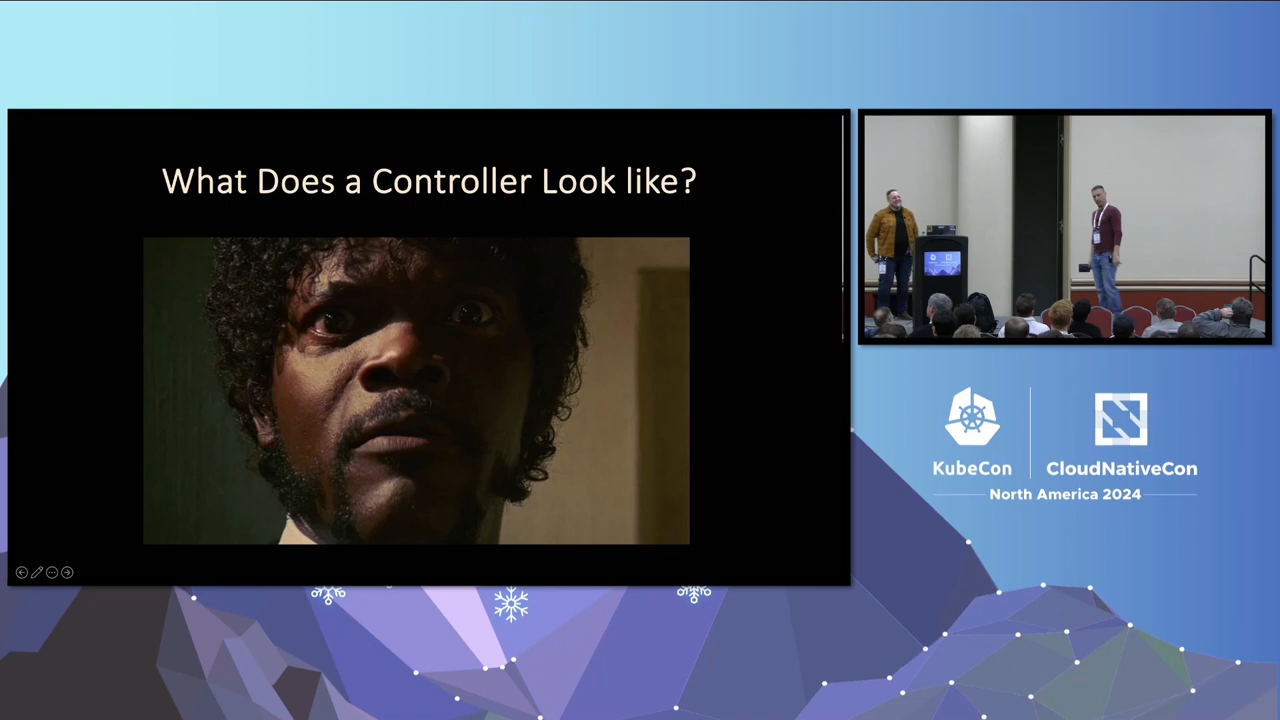 What Does a Controller Look like?
KubeCon
CloudNativeCon
North America 2024